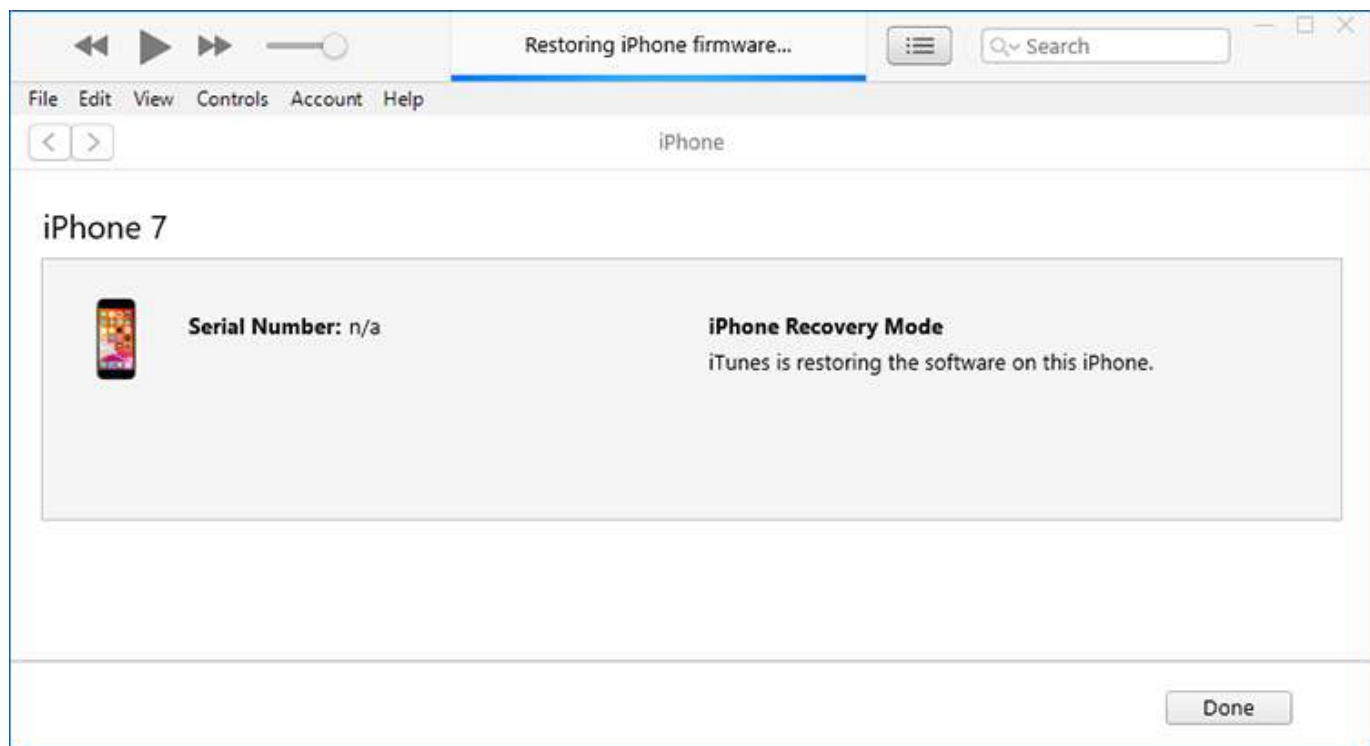 Restoring iPhone firmware...
Search
File Edit View Controls Account Help
iPhone
iPhone 7
Serial Number: n/a
iPhone Recovery Mode
iTunes is restoring the software on this iPhone.
Done